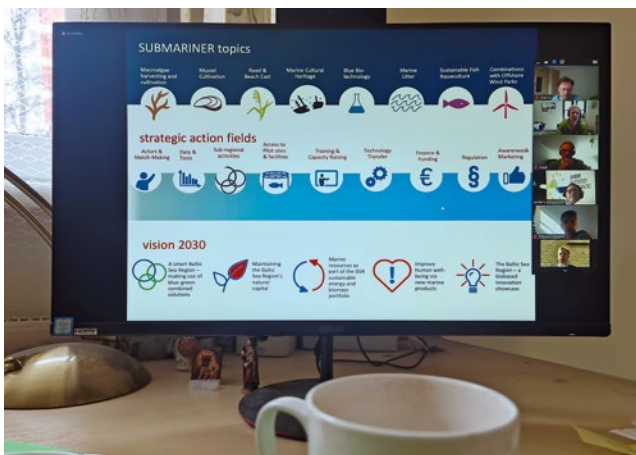 SUBMARINER topics
Macroalgae
harvesting and
cultivation
Mussel
Cultivation
Reed &
Beach Cast
Marine Cultural
Heritage
Blue Bio-
technology
Marine
Litter
Sustainable Fish
Aquaculture
Combinations
with Offshore
Wind Parks
strategic action fields
Actors &
Match-Making
Data &
Tools
Sub-regional
activities
Access to
Pilot sites
& facilities
Training &
Capacity Raising
Technology
Transfer
Finance &
Funding
Regulation
Awareness&
Marketing
€
§
vision 2030
A smart Baltic
Sea Region –
making use of
blue-green
combined
solutions
Maintaining
the Baltic
Sea Region's
natural
capital
Marine
resources as
part of the BSR
sustainable
energy and
biomass
portfolio
!
Improve
human well-
being via
new marine
products
The Baltic Sea
Region – a
biobased
innovation
showcase
HDMI